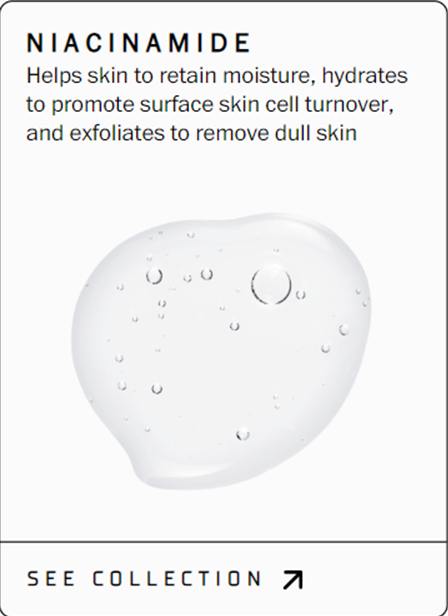 NIACINAMIDE
Helps skin to retain moisture, hydrates
to promote surface skin cell turnover,
and exfoliates to remove dull skin
SEE COLLECTION